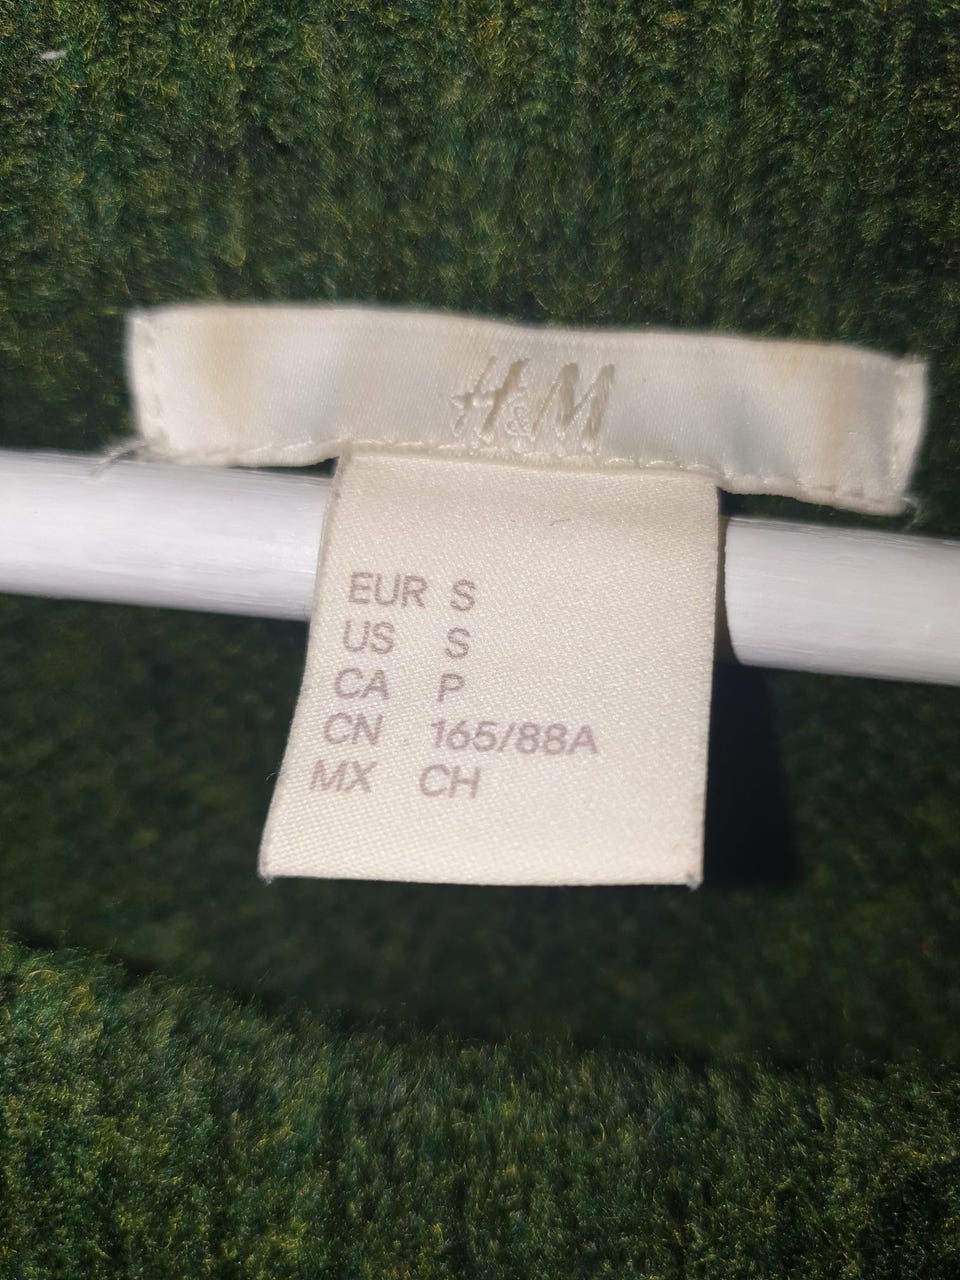 H&M
EUR S
US S
CA P
CN 165/88A
MX CH